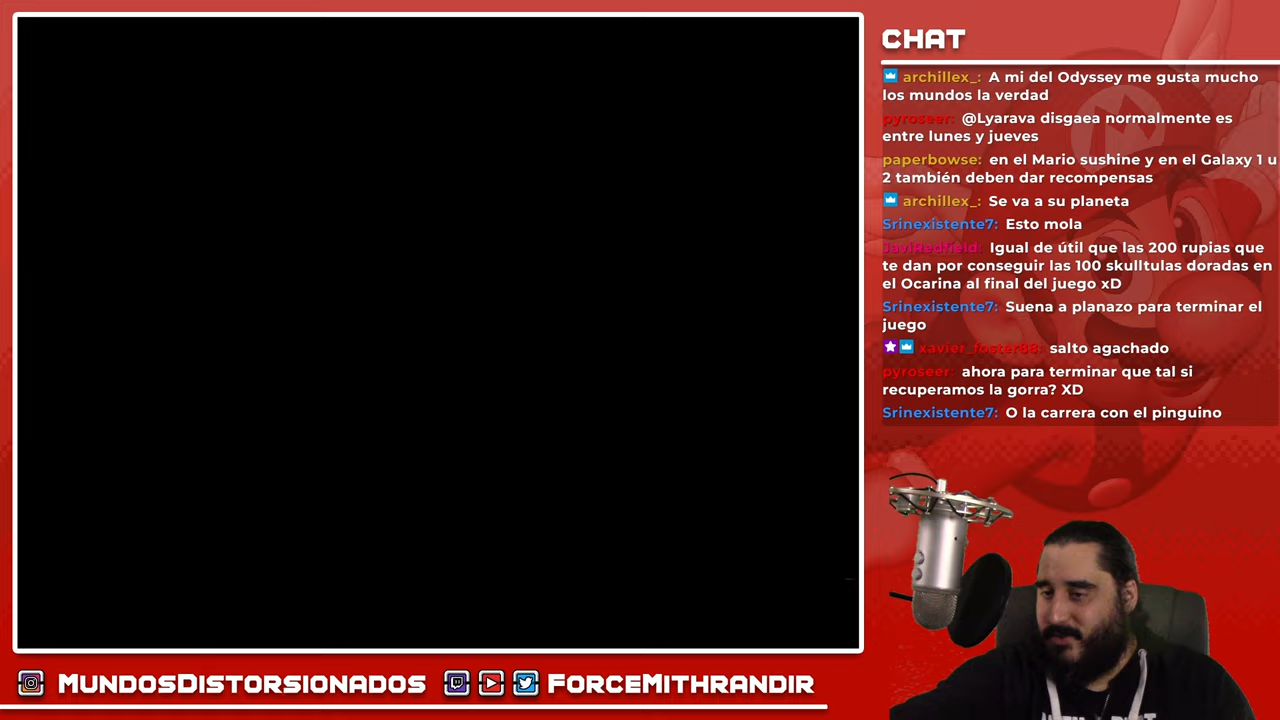 CHAT
archillex_: A mi del Odyssey me gusta mucho
los mundos la verdad
pyroseer: @Lyarava disgaea normalmente es
entre lunes y jueves
paperbowse: en el Mario sushine y en el Galaxy 1 u
2 también deben dar recompensas
archillex_: Se va a su planeta
Srinexistente7: Esto mola
JaviRedfield: Igual de útil que las 200 rupias que
te dan por conseguir las 100 skulltulas doradas en
el Ocarina al final del juego xD
Srinexistente7: Suena a planazo para terminar el
juego
xavier_foster88: salto agachado
pyroseer: ahora para terminar que tal si
recuperamos la gorra? XD
Srinexistente7: O la carrera con el pinguino
MUNDOSDISTORSIONADOS
FORCEMITHRANDIR